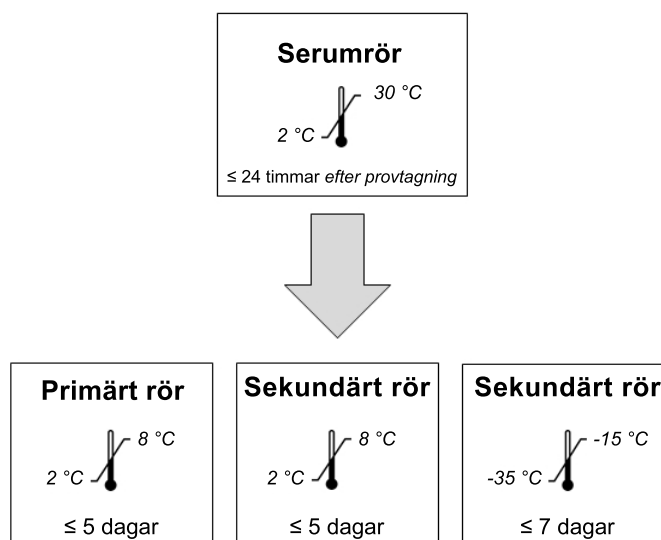 Serumrör
30 °C
2 °C
≤ 24 timmar efter provtagning
Primärt rör
8 °C
2 °C
≤ 5 dagar
Sekundärt rör
8 °C
2 °C
≤ 5 dagar
Sekundärt rör
-15 °C
-35 °C
≤ 7 dagar